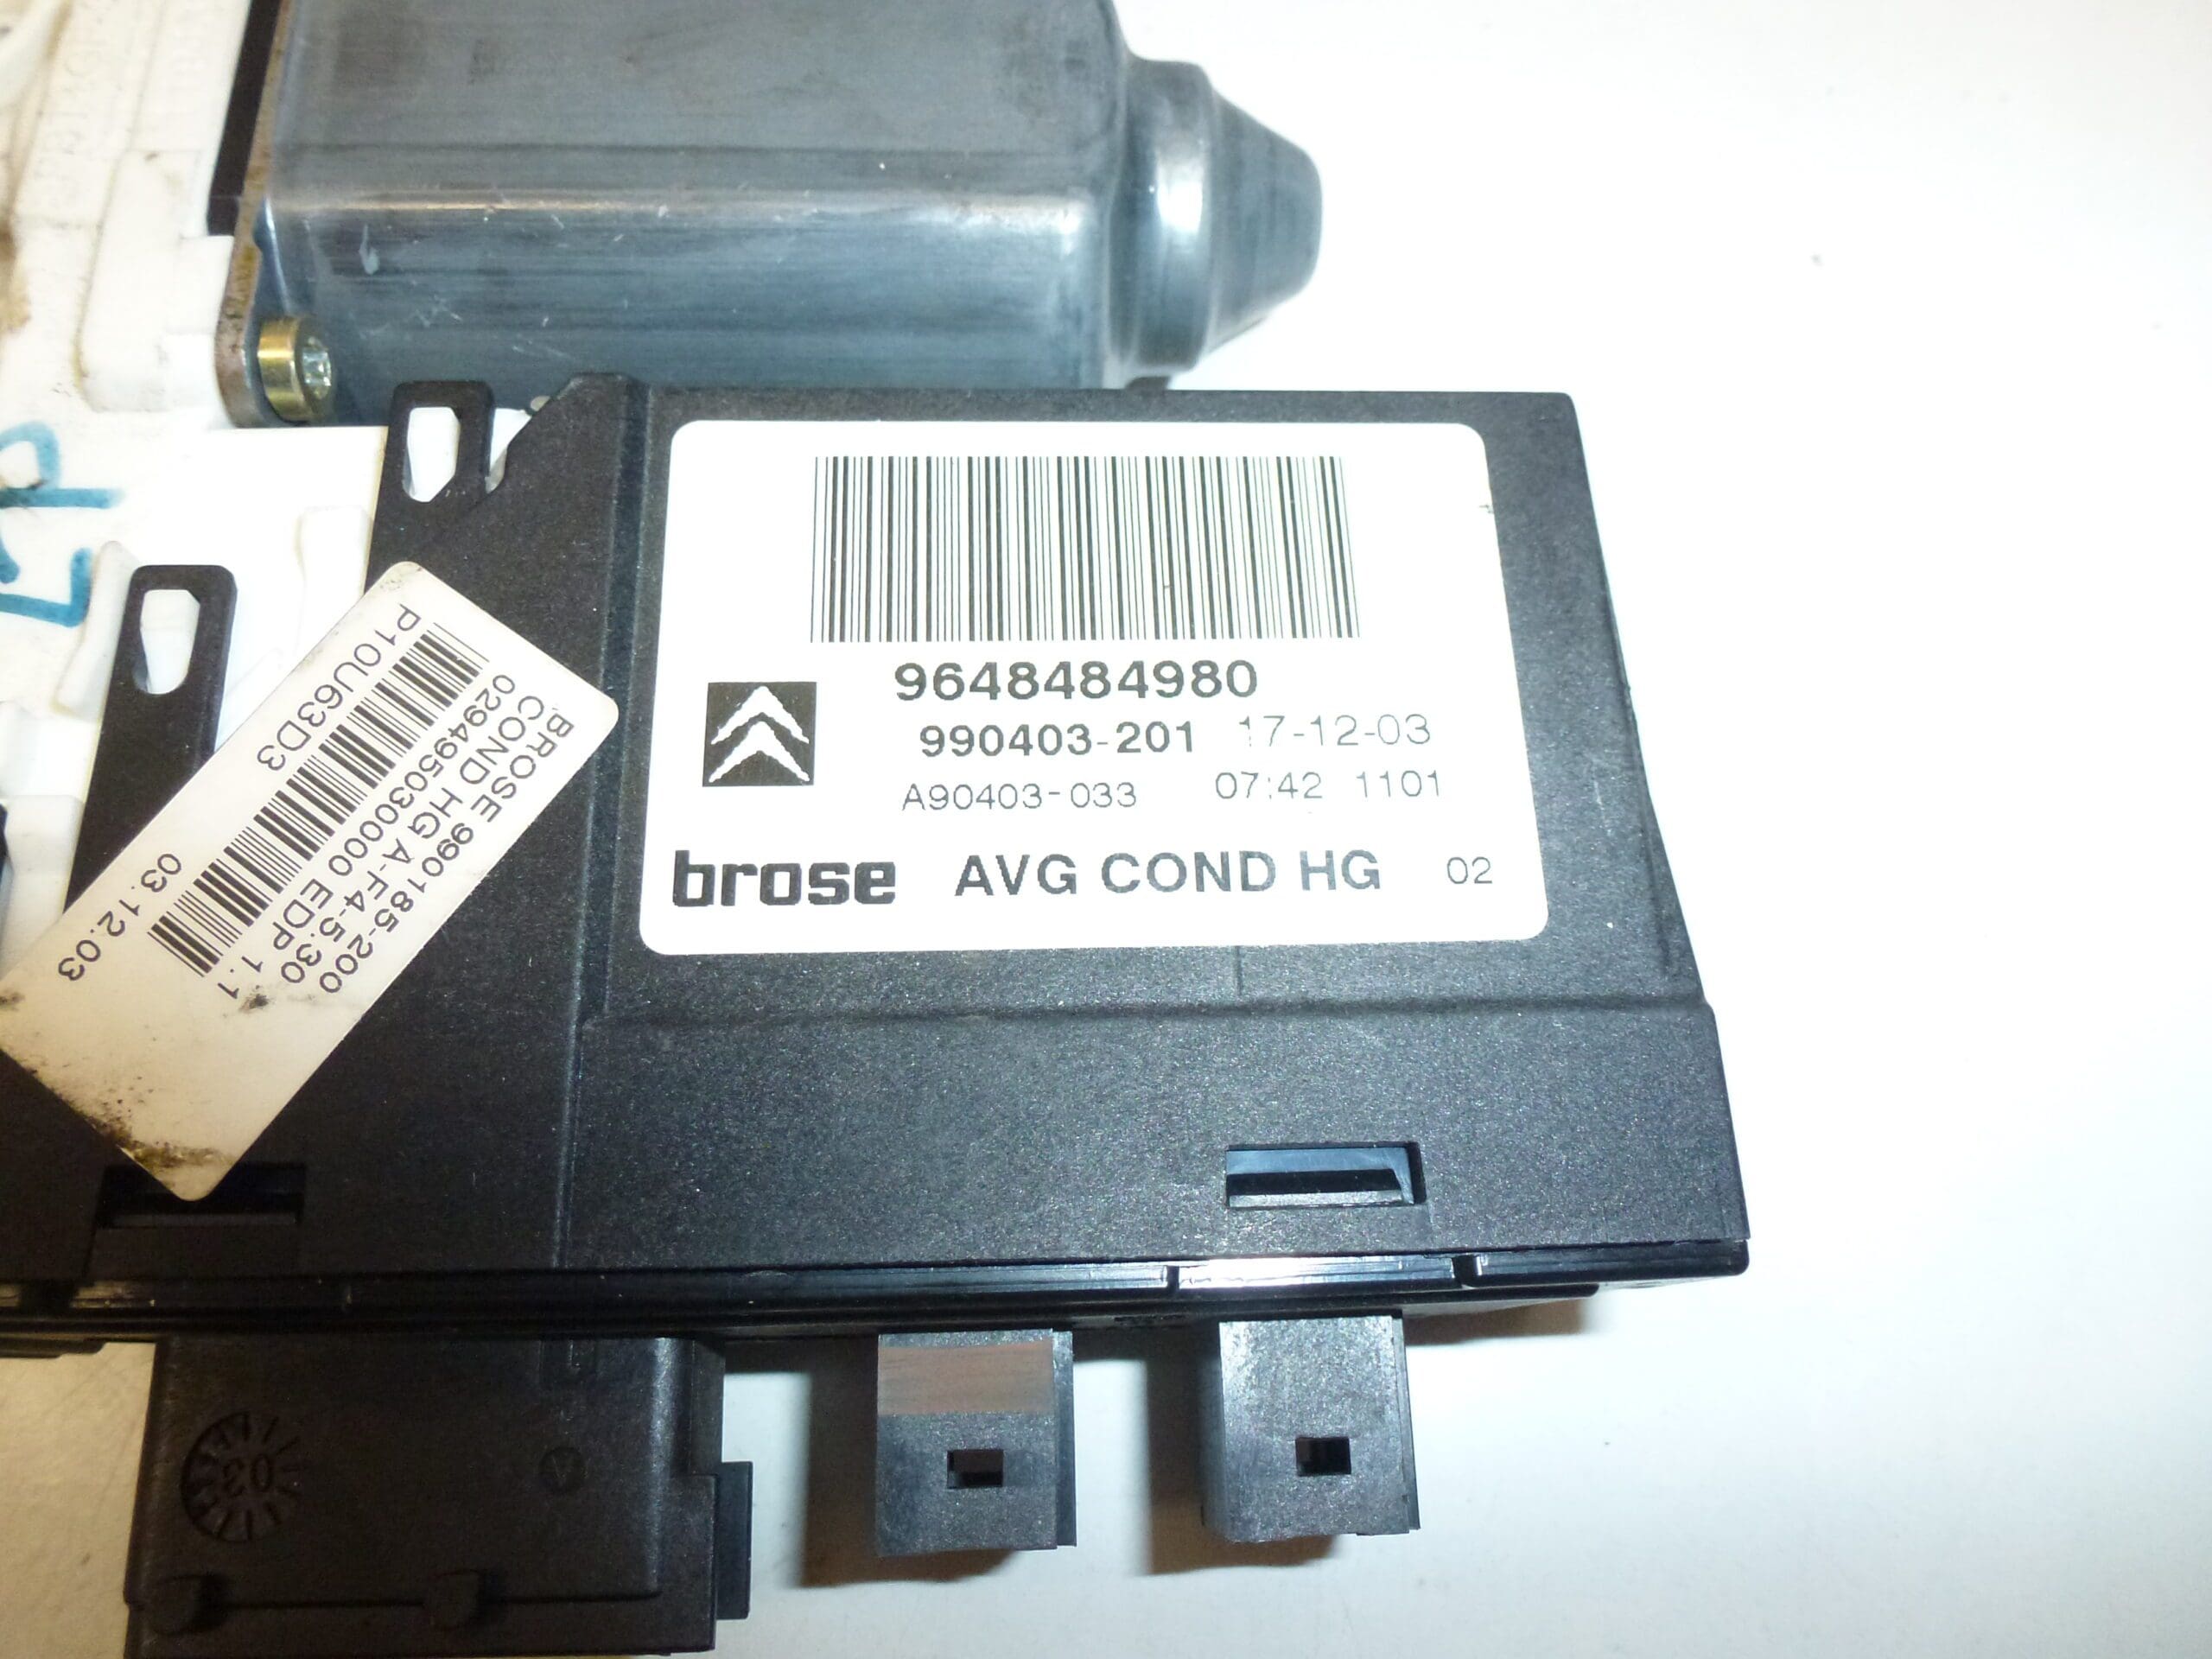 9648484980
990403-201 17-12-03
A90403-033 07:42 1101
brose AVG COND HG 02
BROSE 990185-200
COND HG A-F4-5:30
0294950300000 EDP 1.1
P10U63D3
03.12.03
03
A